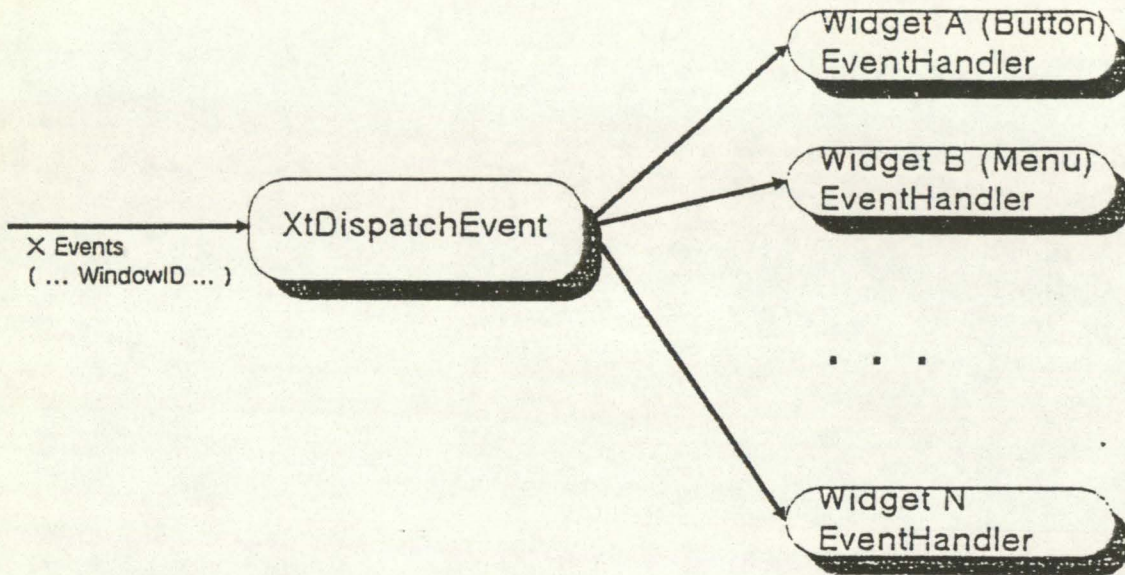 Widget A (Button)
EventHandler
Widget B (Menu)
EventHandler
XtDispatchEvent
X Events
( ... WindowID ... )
. . .
Widget N
EventHandler